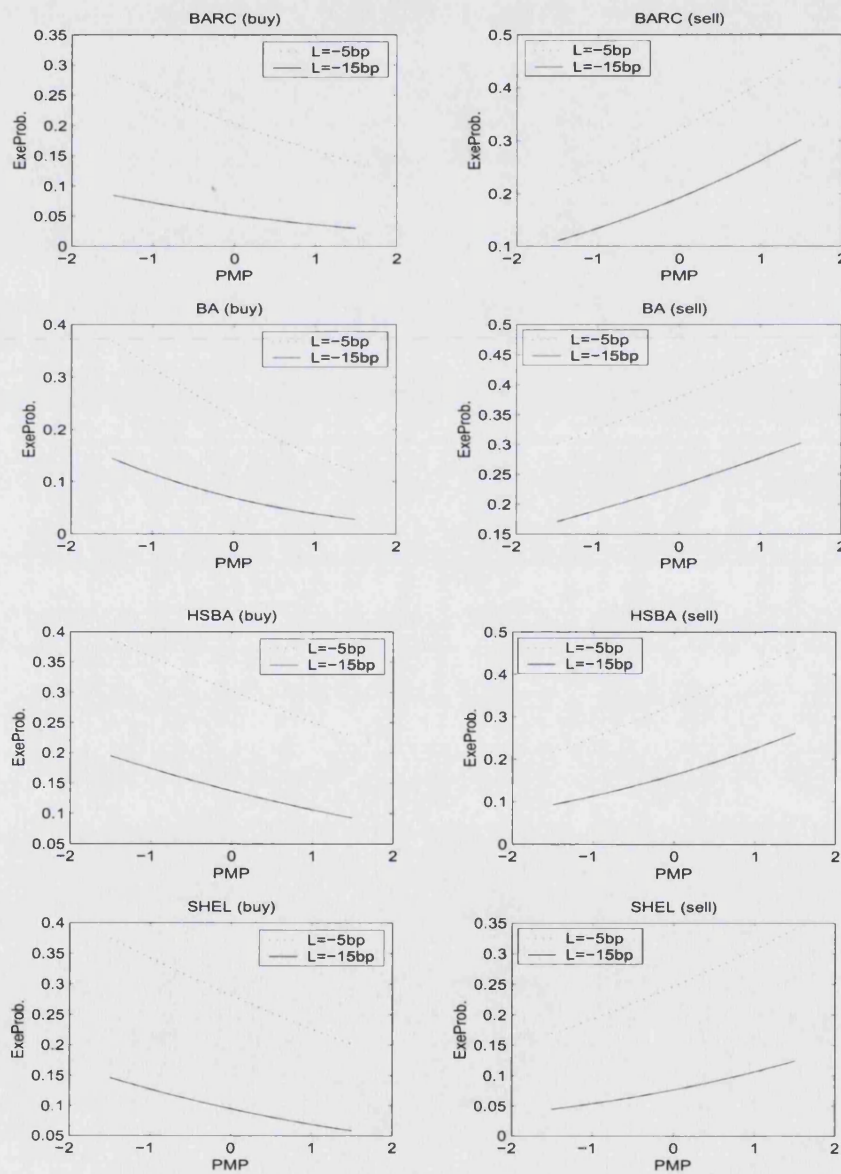 BARC (buy)
0.35
0.3
0.25
0.2
0.15
0.1
0.05
0
ExeProb.
L=−5bp
L=−15bp
−2
−1
0
1
2
PMP
BARC (sell)
0.5
0.4
0.3
0.2
0.1
ExeProb.
L=−5bp
L=−15bp
−2
−1
0
1
2
PMP
BA (buy)
0.4
0.3
0.2
0.1
0
ExeProb.
L=−5bp
L=−15bp
−2
−1
0
1
2
PMP
BA (sell)
0.5
0.45
0.4
0.35
0.3
0.25
0.2
0.15
ExeProb.
L=−5bp
L=−15bp
−2
−1
0
1
2
PMP
HSBA (buy)
0.4
0.35
0.3
0.25
0.2
0.15
0.1
0.05
ExeProb.
L=−5bp
L=−15bp
−2
−1
0
1
2
PMP
HSBA (sell)
0.5
0.4
0.3
0.2
0.1
0
ExeProb.
L=−5bp
L=−15bp
−2
−1
0
1
2
PMP
SHEL (buy)
0.4
0.35
0.3
0.25
0.2
0.15
0.1
0.05
ExeProb.
L=−5bp
L=−15bp
−2
−1
0
1
2
PMP
SHEL (sell)
0.35
0.3
0.25
0.2
0.15
0.1
0.05
0
ExeProb.
L=−5bp
L=−15bp
−2
−1
0
1
2
PMP